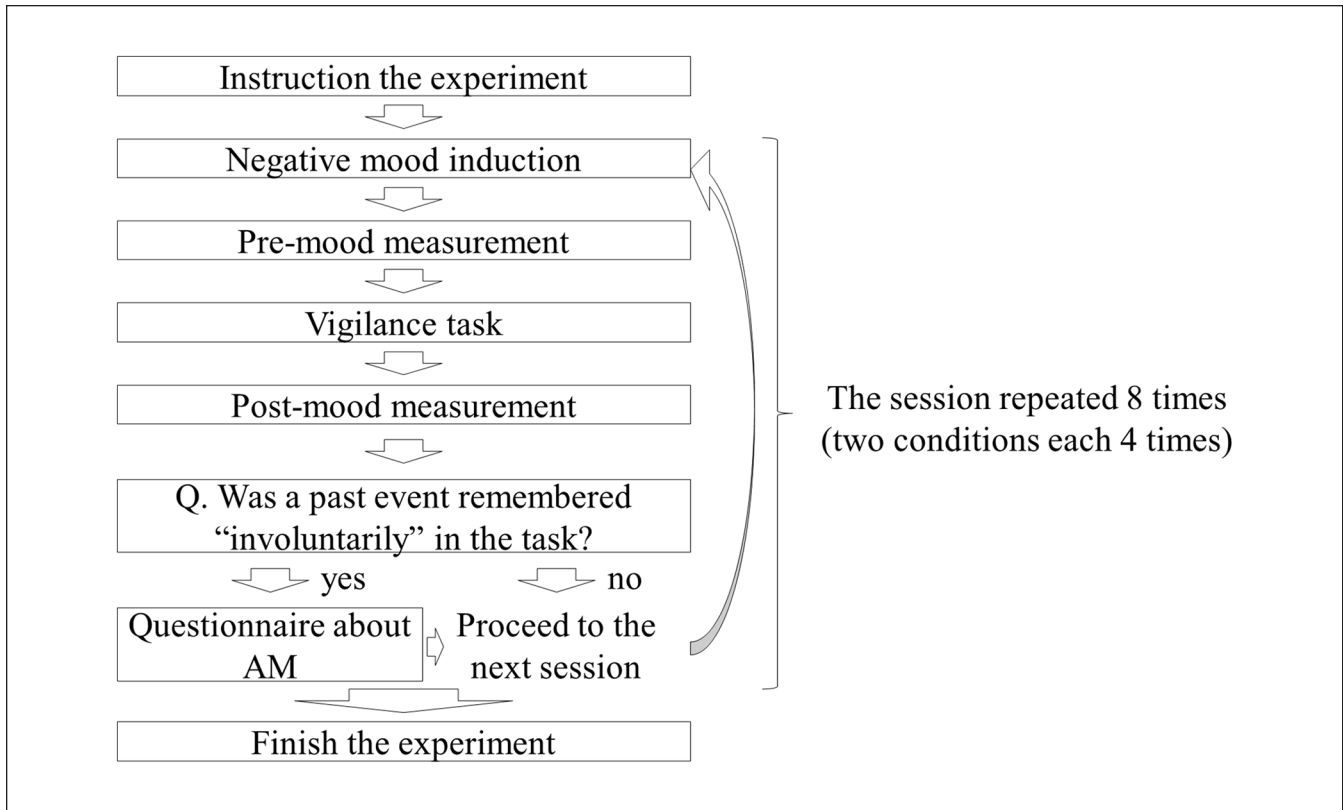 Instruction the experiment
Negative mood induction
Pre-mood measurement
Vigilance task
Post-mood measurement
Q. Was a past event remembered
“involuntarily” in the task?
yes
no
Questionnaire about
AM
Proceed to the
next session
Finish the experiment
The session repeated 8 times
(two conditions each 4 times)